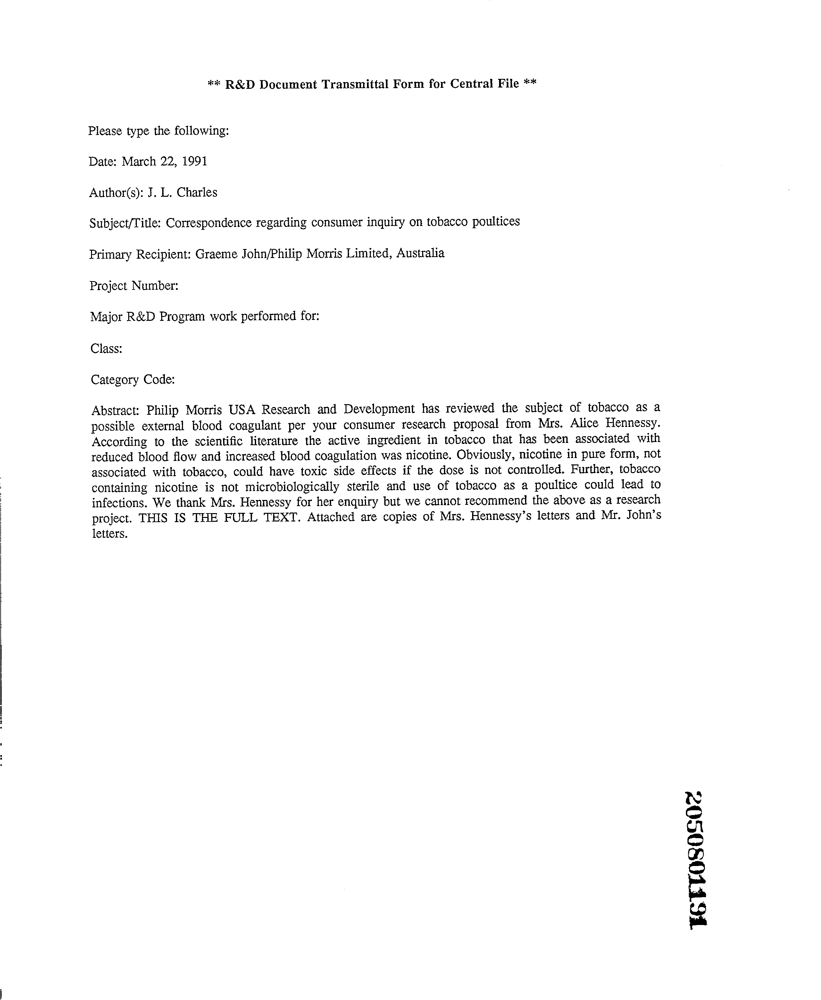 ** R&D Document Transmittal Form for Central File **
Please type the following:
Date: March 22, 1991
Author(s): J. L. Charles
Subject/Title: Correspondence regarding consumer inquiry on tobacco poultices
Primary Recipient: Graeme John/Philip Morris Limited, Australia
Project Number:
Major R&D Program work performed for:
Class:
Category Code:
Abstract: Philip Morris USA Research and Development has reviewed the subject of tobacco as a
possible external blood coagulant per your consumer research proposal from Mrs. Alice Hennessy.
According to the scientific literature the active ingredient in tobacco that has been associated with
reduced blood flow and increased blood coagulation was nicotine. Obviously, nicotine in pure form, not
associated with tobacco, could have toxic side effects if the dose is not controlled. Further, tobacco
containing nicotine is not microbiologically sterile and use of tobacco as a poultice could lead to
infections. We thank Mrs. Hennessy for her enquiry but we cannot recommend the above as a research
project. THIS IS THE FULL TEXT. Attached are copies of Mrs. Hennessy's letters and Mr. John's
letters.
2050801191